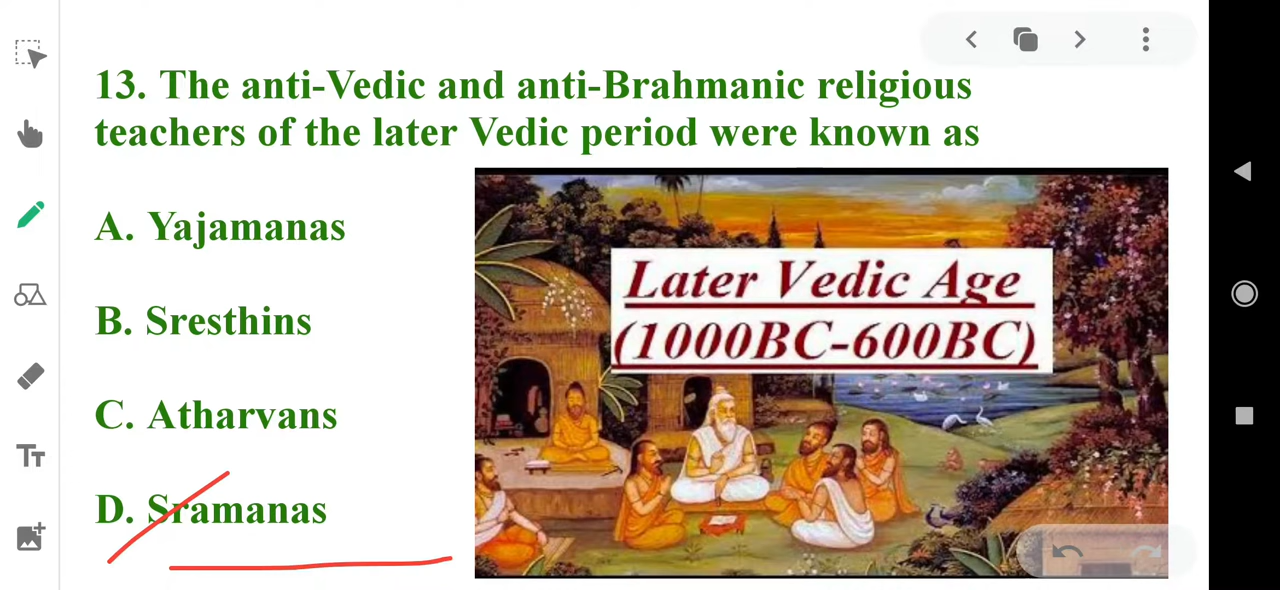 13. The anti-Vedic and anti-Brahmanic religious
teachers of the later Vedic period were known as
A. Yajamanas
B. Sresthins
C. Atharvans
D. Sramanas
Later Vedic Age
(1000BC-600BC)